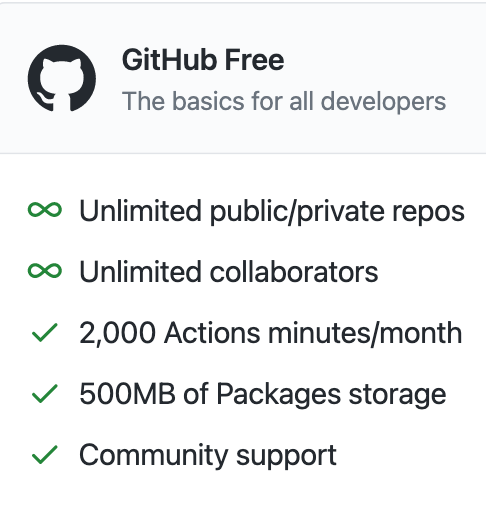 GitHub Free
The basics for all developers
Unlimited public/private repos
Unlimited collaborators
2,000 Actions minutes/month
500MB of Packages storage
Community support